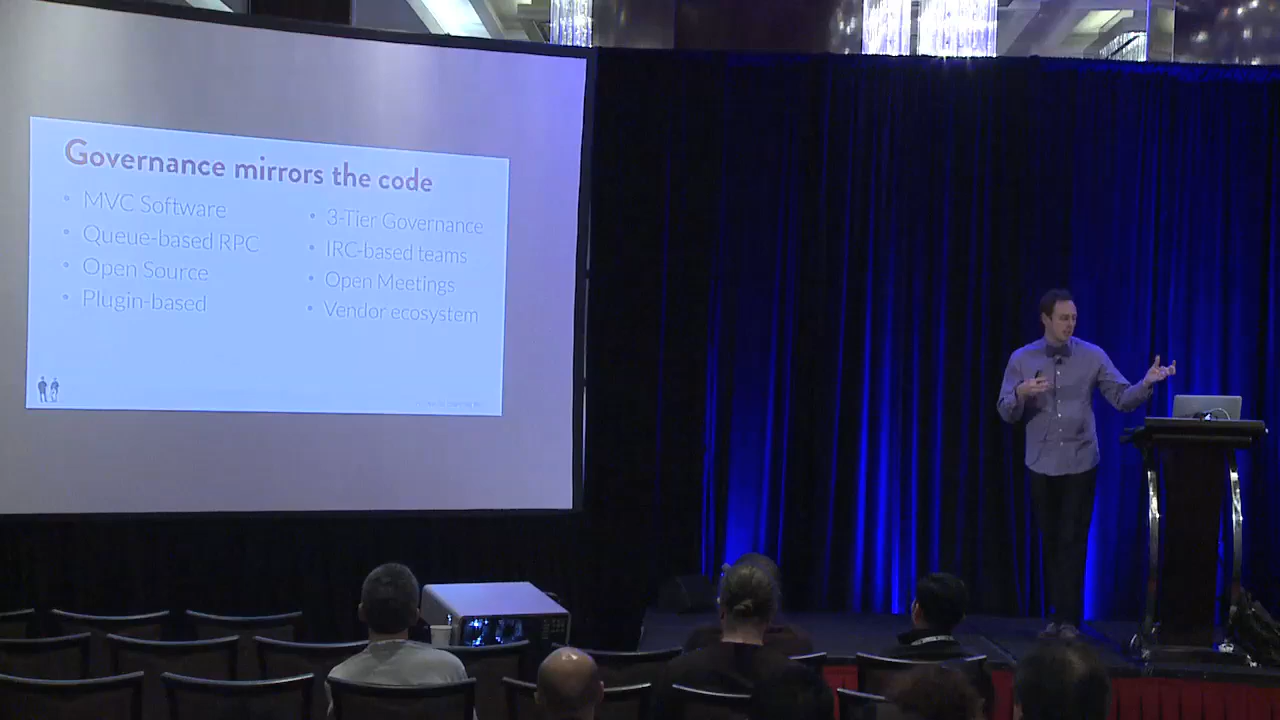 Governance mirrors the code
• MVC Software
• Queue-based RPC
• Open Source
• Plugin-based
• 3-Tier Governance
• IRC-based teams
• Open Meetings
• Vendor ecosystem